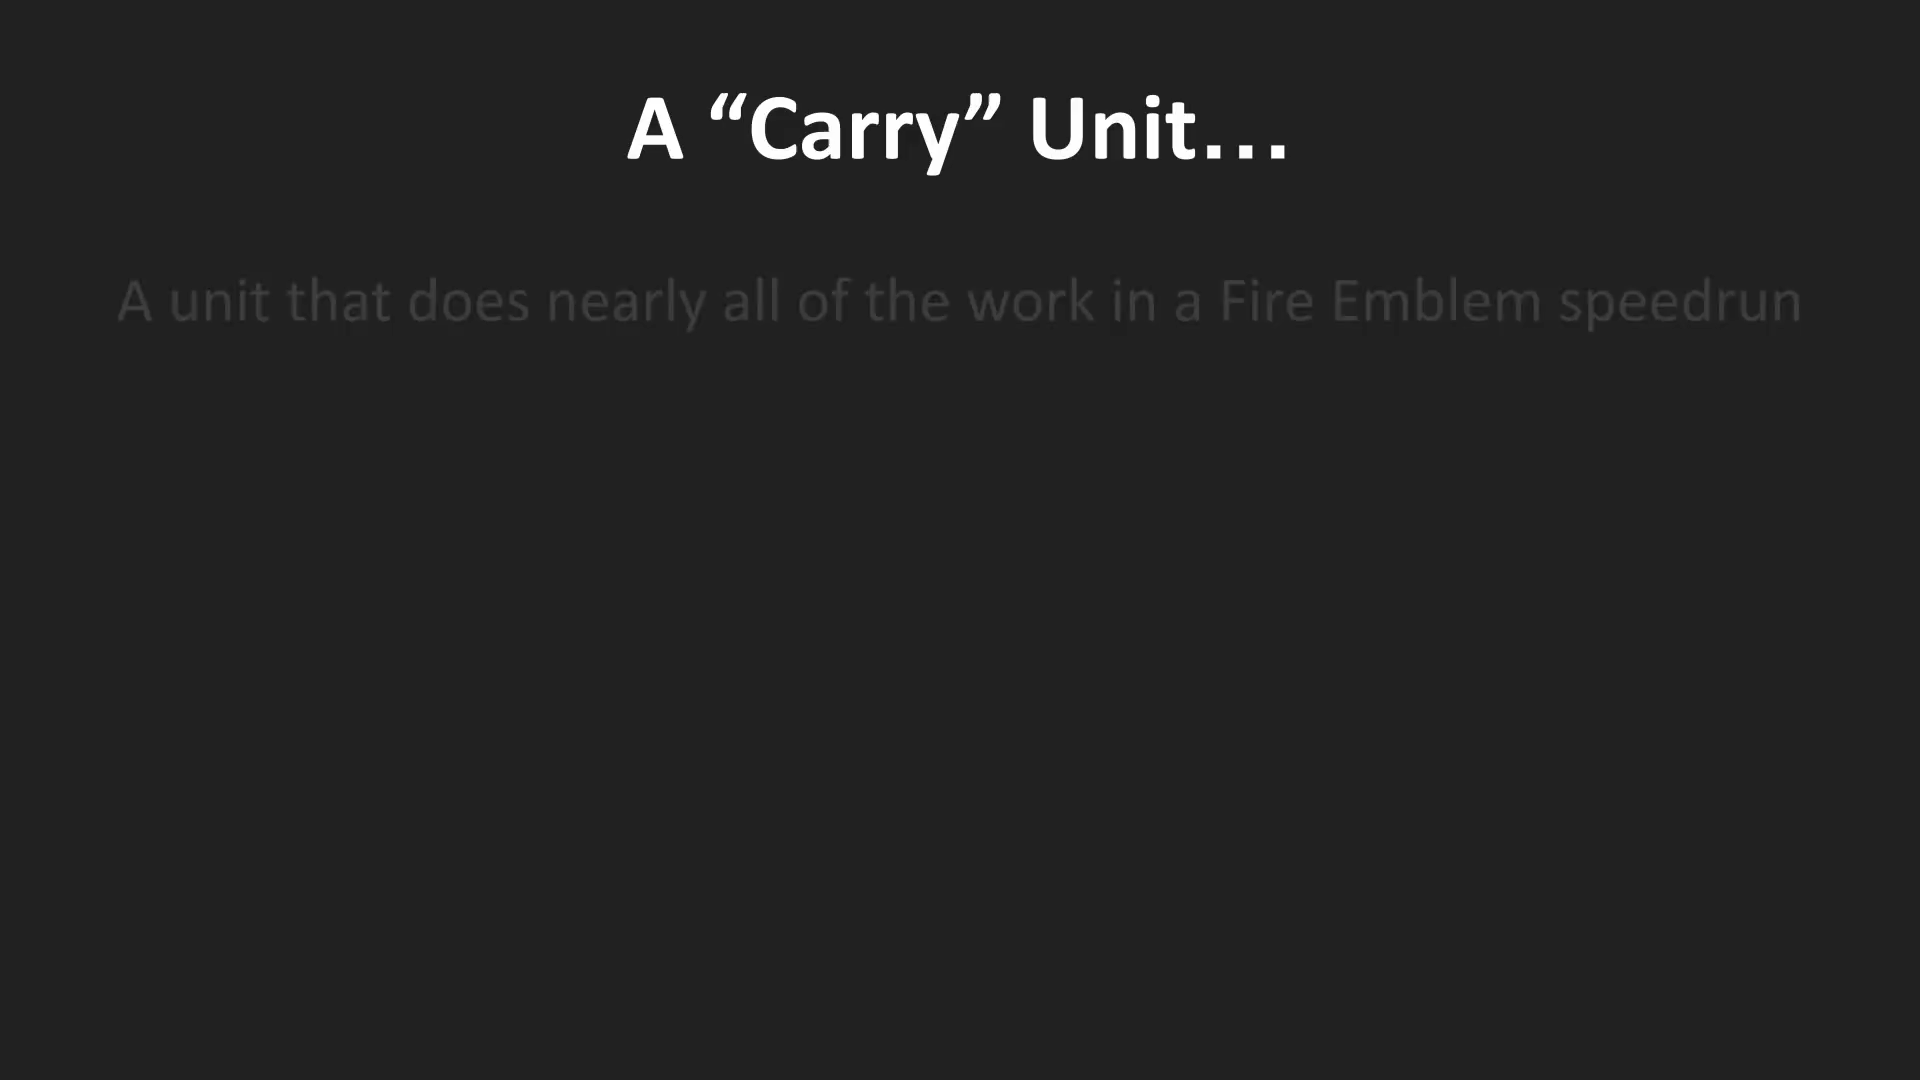 A “Carry” Unit…
A unit that does nearly all of the work in a Fire Emblem speedrun